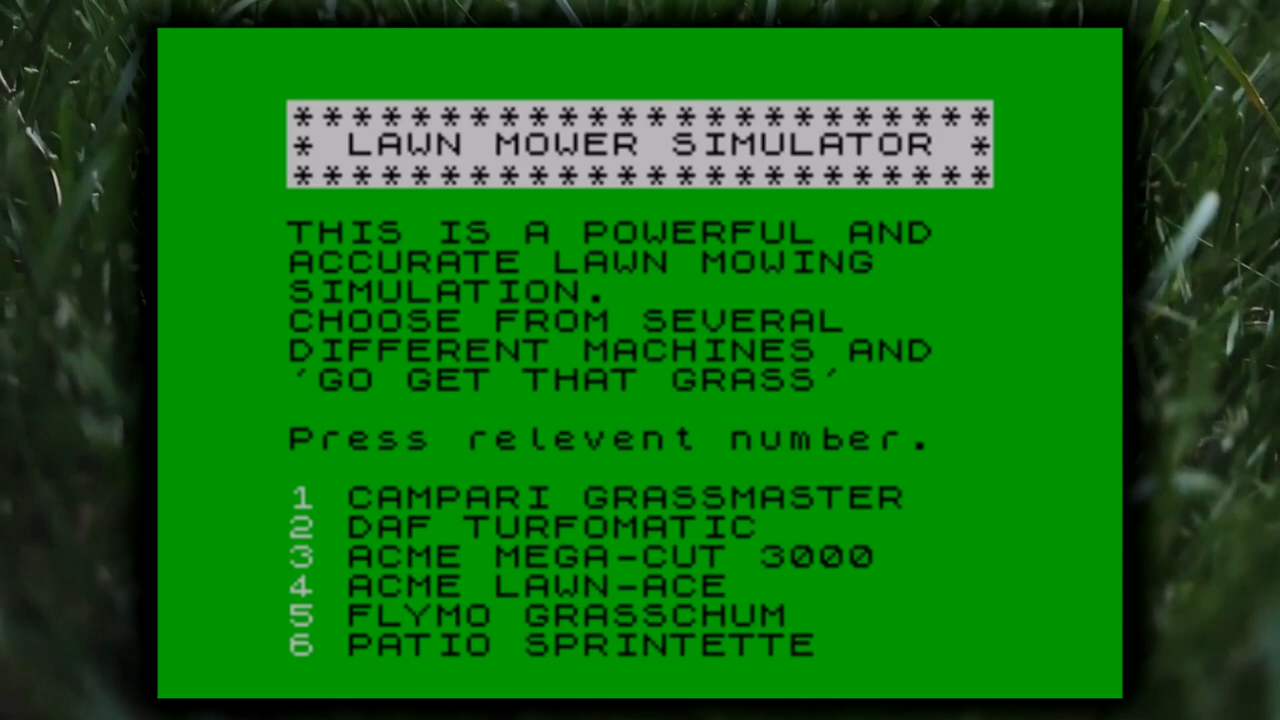 ************************
* LAWN MOWER SIMULATOR *
************************
THIS IS A POWERFUL AND
ACCURATE LAWN MOWING
SIMULATION.
CHOOSE FROM SEVERAL
DIFFERENT MACHINES AND
'GO GET THAT GRASS'
Press relevent number.
1 CAMPARI GRASSMASTER
2 DAF TURFOMATIC
3 ACME MEGA-CUT 3000
4 ACME LAWN-ACE
5 FLYMO GRASSCHUM
6 PATIO SPRINTETTE